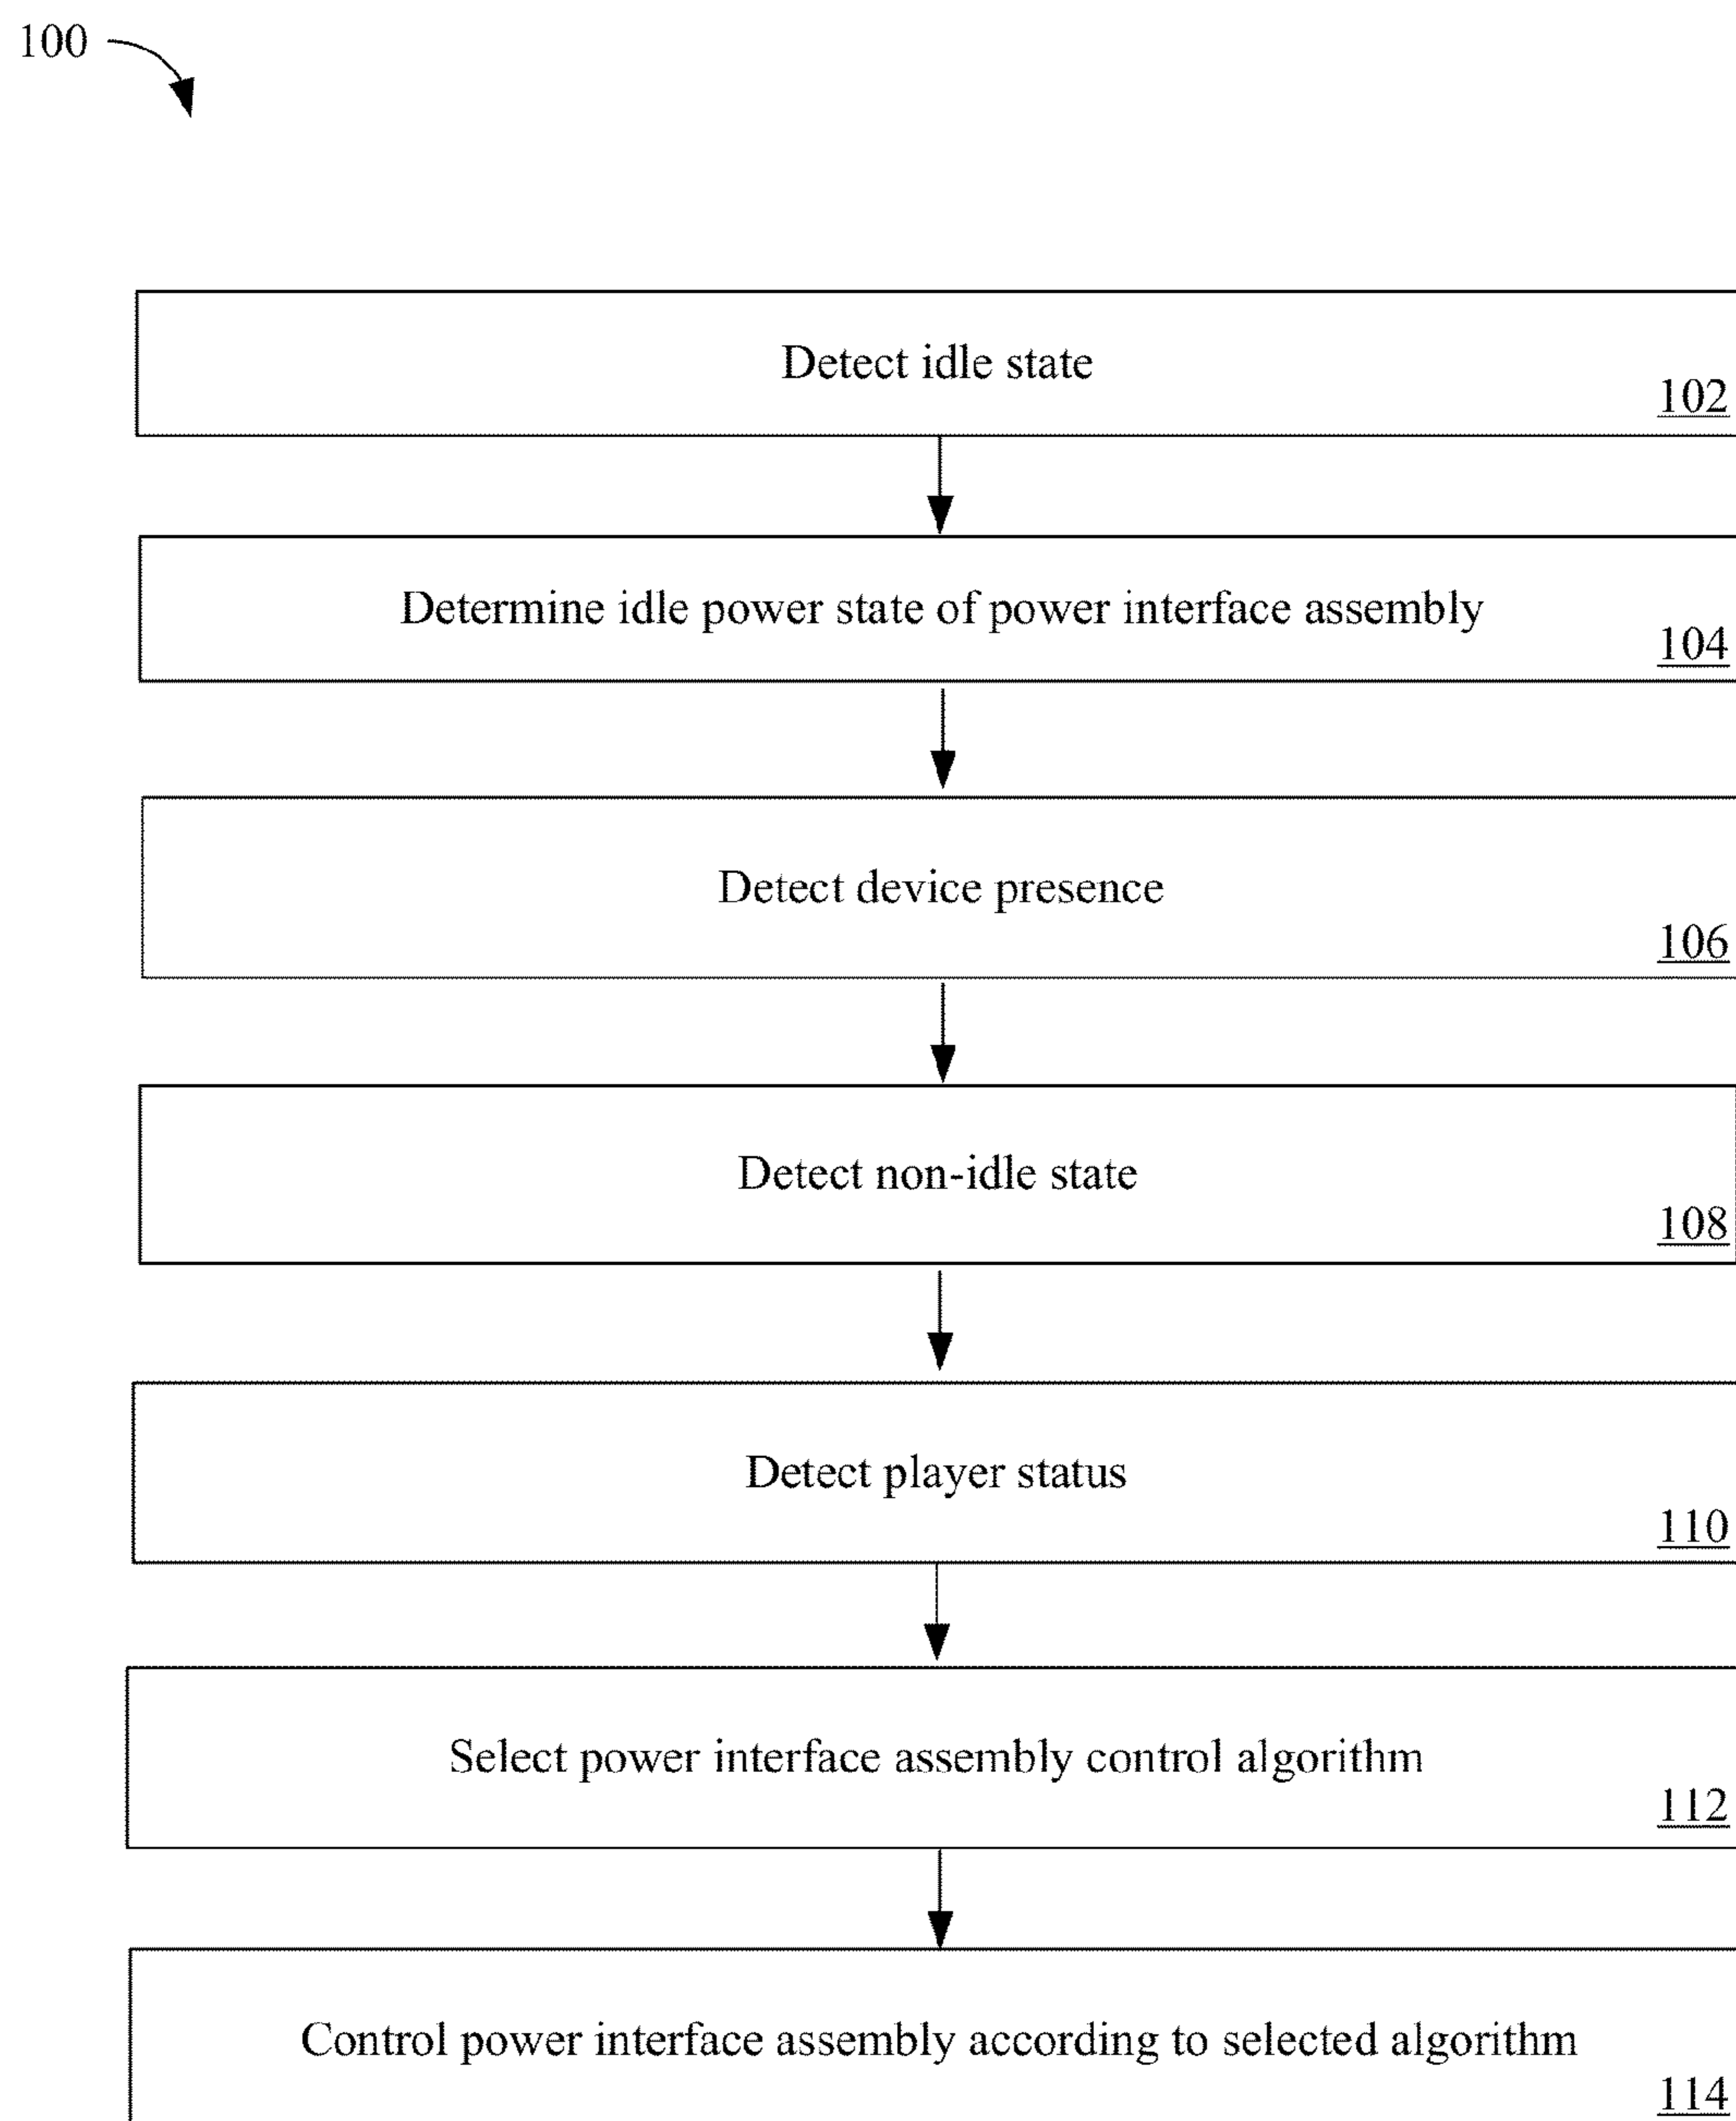 100
Detect idle state
102
Determine idle power state of power interface assembly
104
Detect device presence
106
Detect non-idle state
108
Detect player status
110
Select power interface assembly control algorithm
112
Control power interface assembly according to selected algorithm
114